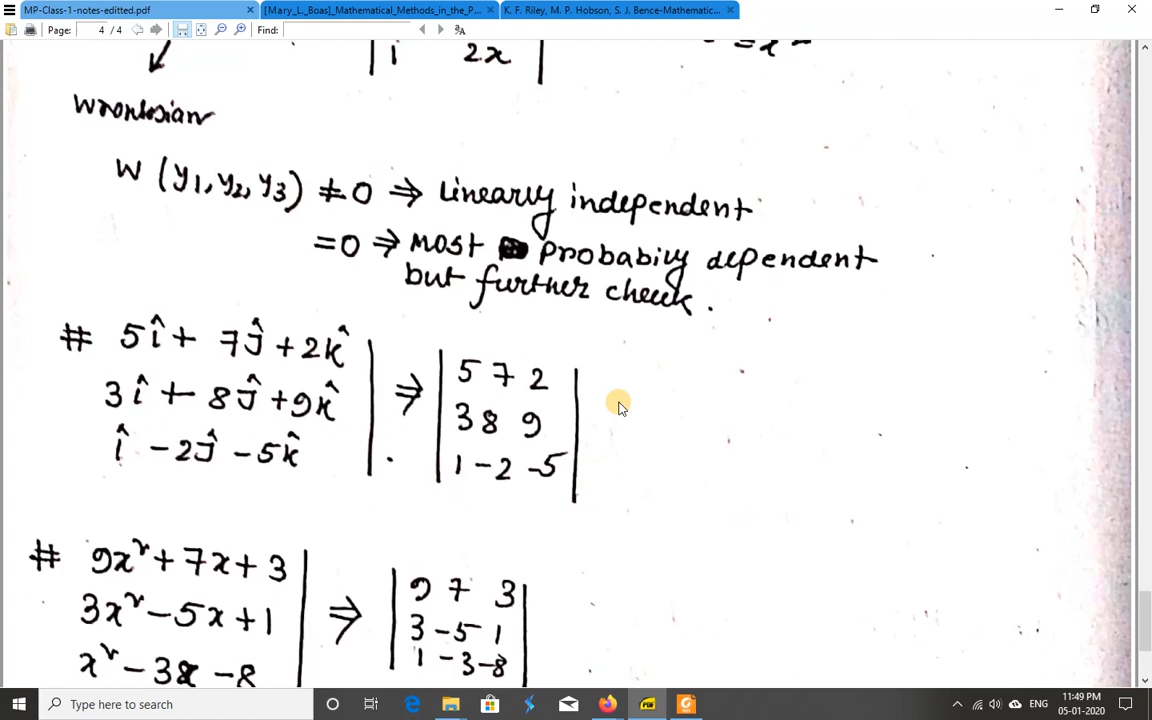 MP-Class-1-notes-editted.pdf
[Mary_L._Boas]_Mathematical_Methods_in_the_P...
K. F. Riley, M. P. Hobson, S. J. Bence-Mathematic...
Page: 4 / 4 Find:
1 2x
= x²
Wronksian
W (y₁, y₂, y₃) ≠ 0 ⇒ Linearly independent
= 0 ⇒ most probabiry dependent
but further check.
# 5î + 7ĵ + 2k̂ ⇒ | 5 7 2 |
3î + 8ĵ + 9k̂ | 3 8 9 |
î - 2ĵ - 5k̂ | 1 -2 -5 |
# 9x² + 7x + 3 ⇒ | 9 7 3 |
3x² - 5x + 1 | 3 -5 1 |
x² - 3x - 8 | 1 -3 -8 |
Type here to search
ENG
11:49 PM
05-01-2020